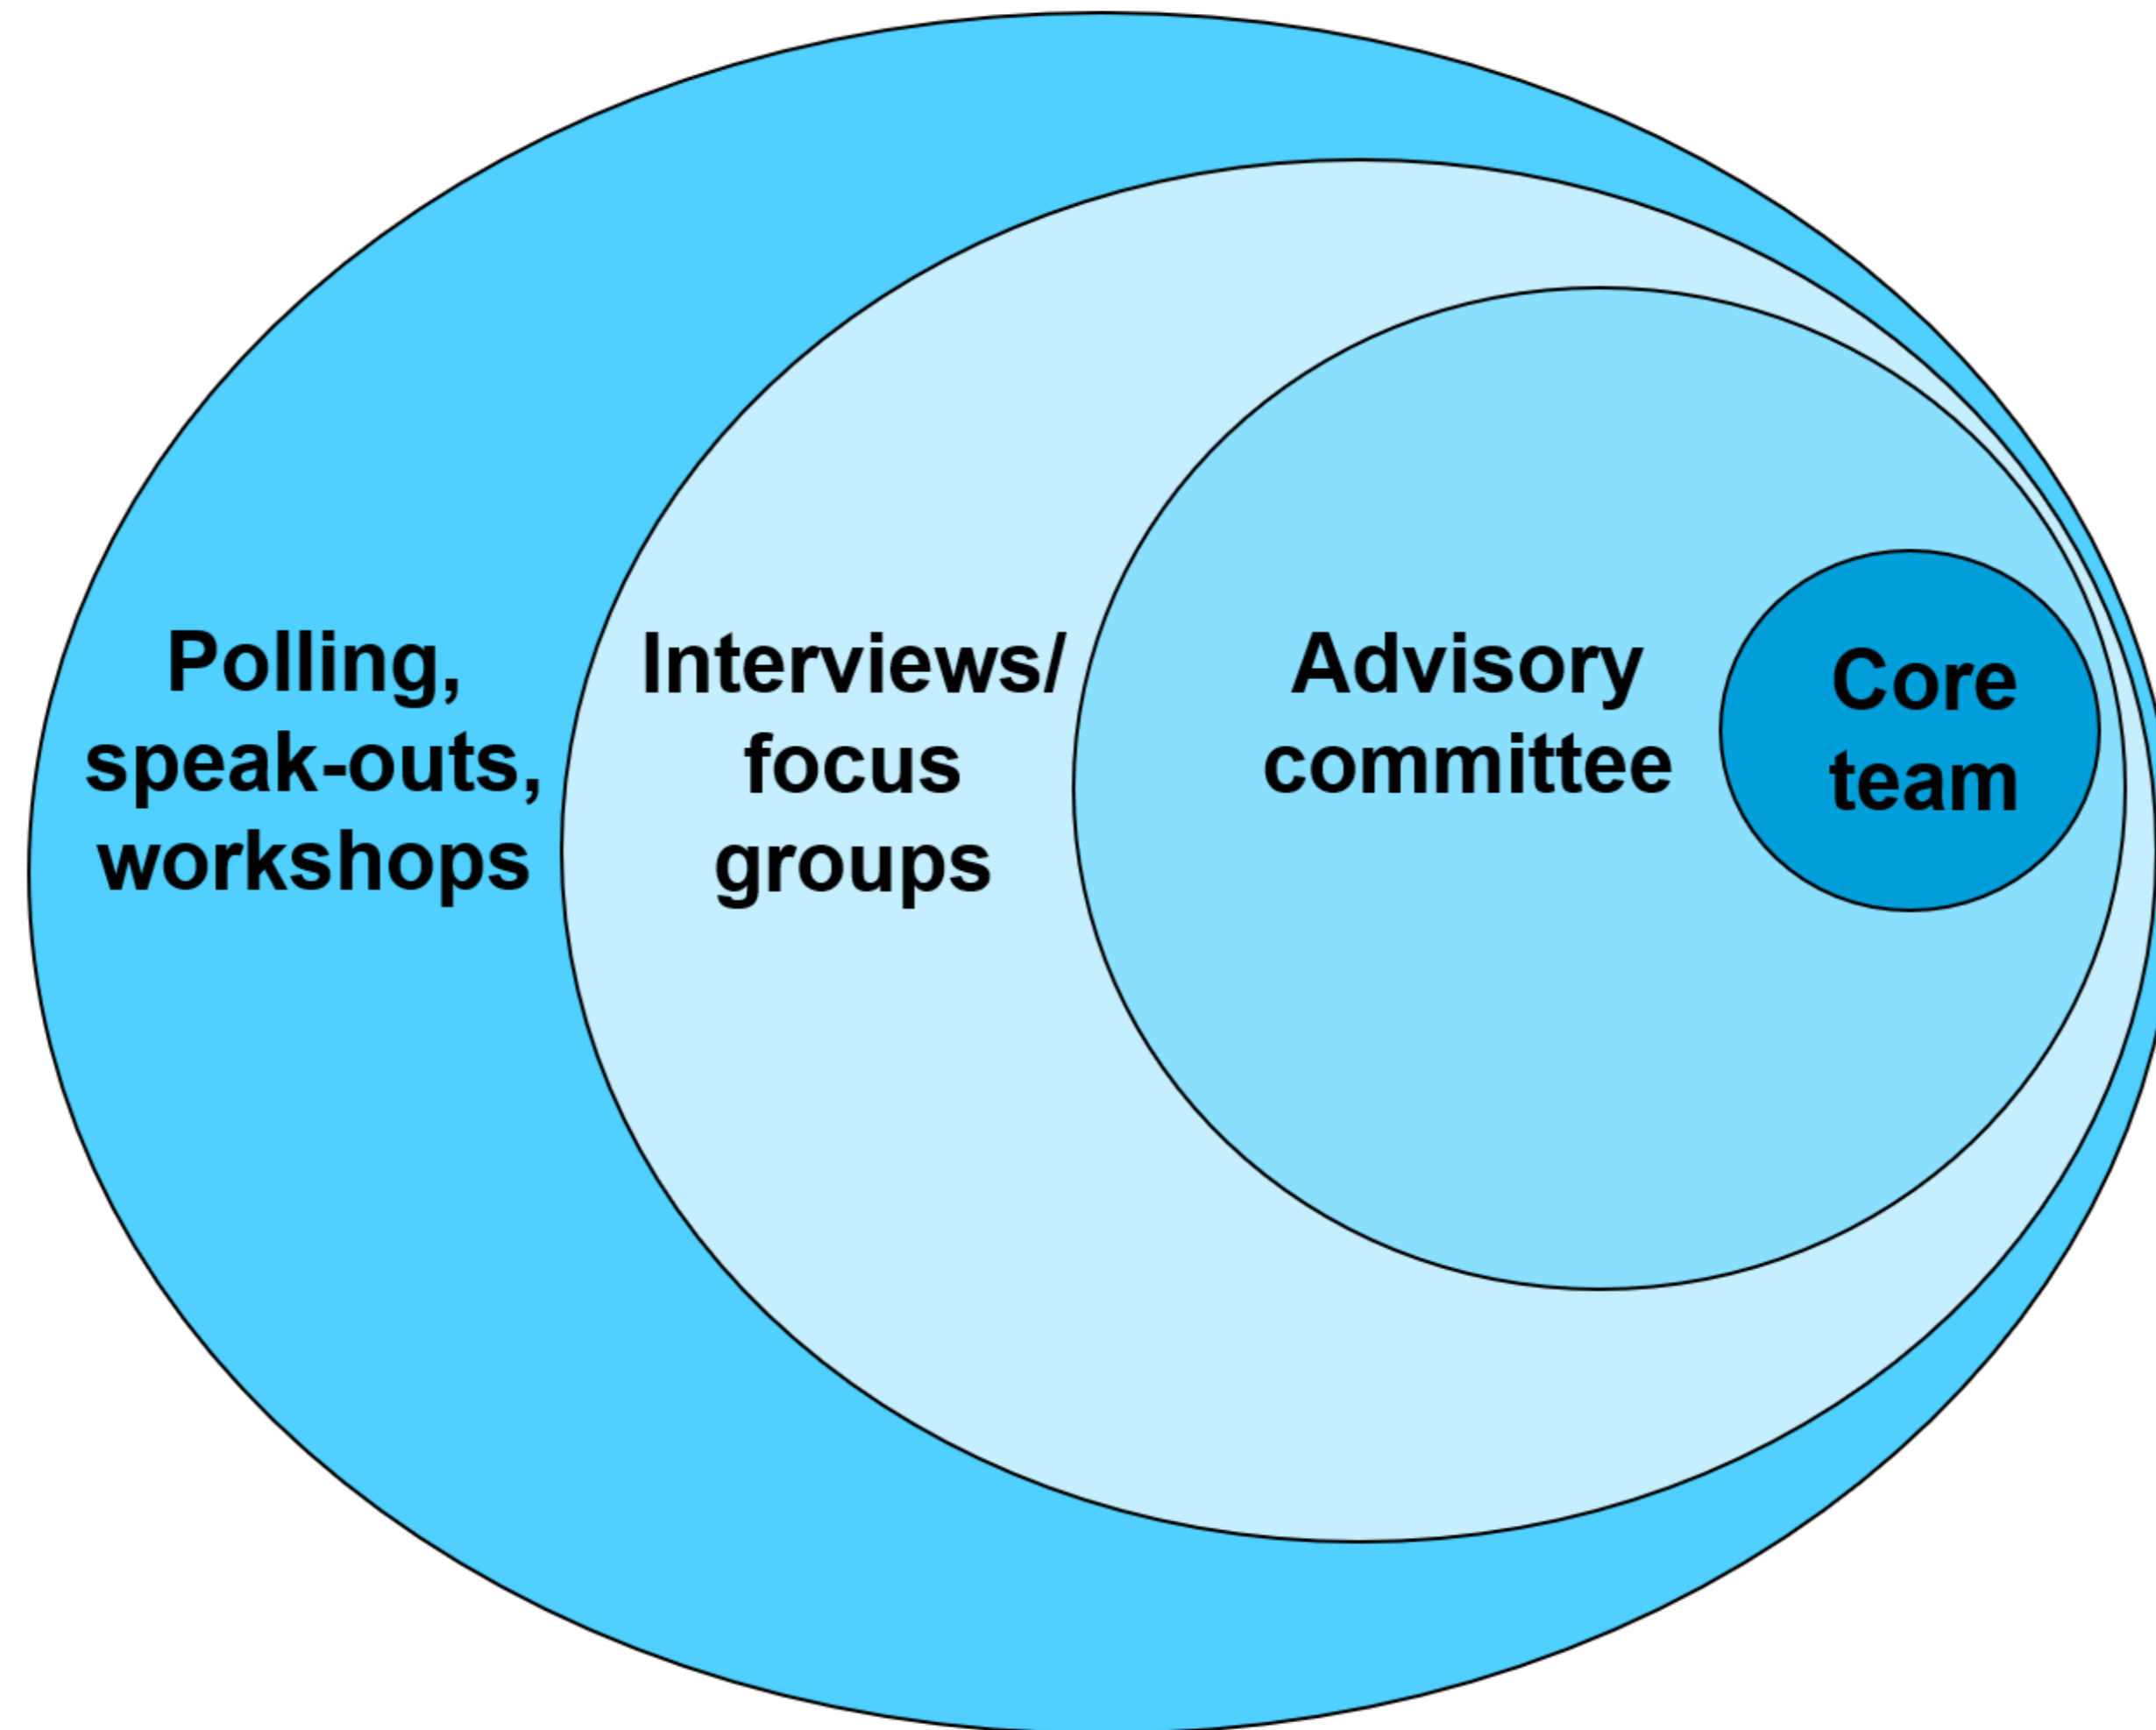 Polling,
speak-outs,
workshops
Interviews/
focus
groups
Advisory
committee
Core
team